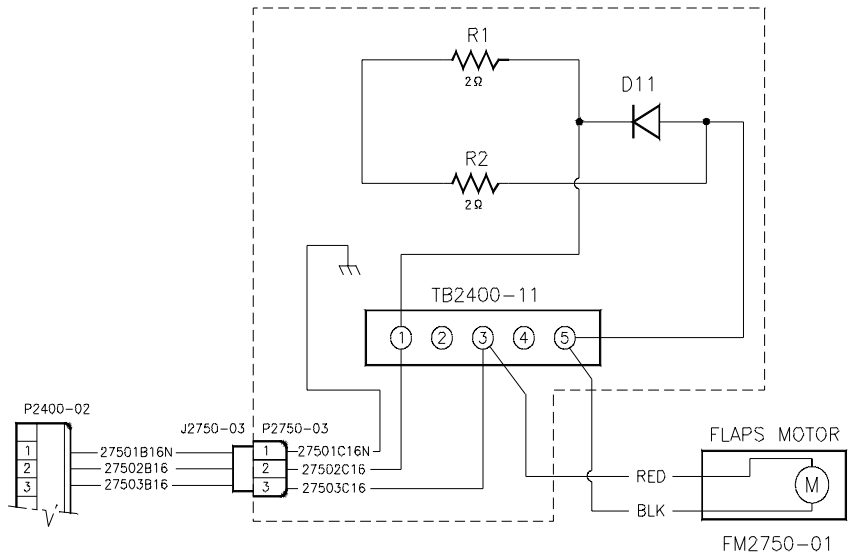 R1
2Ω
D11
R2
2Ω
TB2400-11
1 2 3 4 5
P2400-02
J2750-03 P2750-03
FLAPS MOTOR
1 27501B16N 1 27501C16N
2 27502B16 2 27502C16
3 27503B16 3 27503C16
RED
M
BLK
V'
FM2750-01